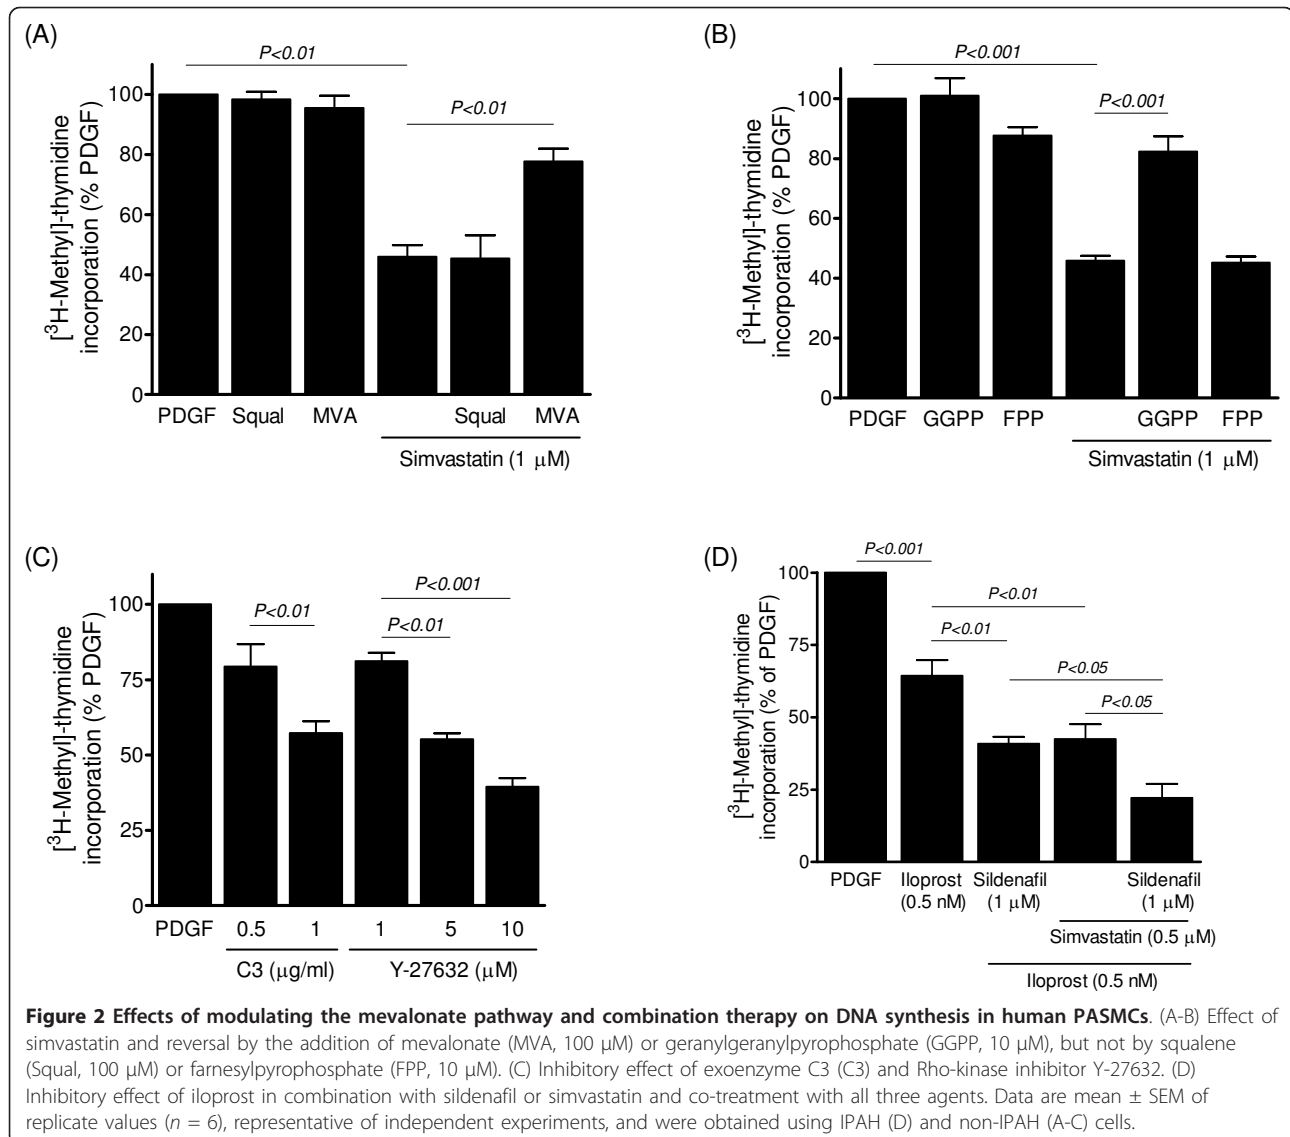 (A)
P<0.01
P<0.01
[³H-Methyl]-thymidine
incorporation (% PDGF)
100
80
60
40
20
0
PDGF Squal MVA Squal MVA
Simvastatin (1 μM)
(B)
P<0.001
P<0.001
[³H-Methyl]-thymidine
incorporation (% PDGF)
100
80
60
40
20
0
PDGF GGPP FPP GGPP FPP
Simvastatin (1 μM)
(C)
P<0.001
P<0.01
P<0.01
[³H-Methyl]-thymidine
incorporation (% PDGF)
100
75
50
25
0
PDGF 0.5 1 1 5 10
C3 (μg/ml) Y-27632 (μM)
(D)
P<0.001
P<0.01
P<0.01
P<0.05
P<0.05
[³H]-Methyl]-thymidine
incorporation (% of PDGF)
100
75
50
25
0
PDGF Iloprost Sildenafil Sildenafil
(0.5 nM) (1 μM) (1 μM)
Simvastatin (0.5 μM)
Iloprost (0.5 nM)
Figure 2 Effects of modulating the mevalonate pathway and combination therapy on DNA synthesis in human PASMCs. (A-B) Effect of
simvastatin and reversal by the addition of mevalonate (MVA, 100 μM) or geranylgeranylpyrophosphate (GGPP, 10 μM), but not by squalene
(Squal, 100 μM) or farnesylpyrophosphate (FPP, 10 μM). (C) Inhibitory effect of exoenzyme C3 (C3) and Rho-kinase inhibitor Y-27632. (D)
Inhibitory effect of iloprost in combination with sildenafil or simvastatin and co-treatment with all three agents. Data are mean ± SEM of
replicate values (n = 6), representative of independent experiments, and were obtained using IPAH (D) and non-IPAH (A-C) cells.